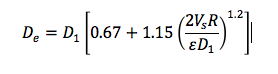 D_e = D_1 [0.67 + 1.15 (2V_sR / εD_1)^1.2]